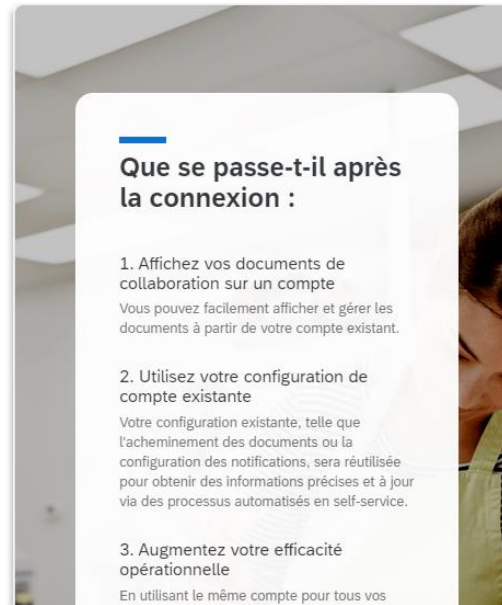 Que se passe-t-il après
la connexion :
1. Affichez vos documents de
collaboration sur un compte
Vous pouvez facilement afficher et gérer les
documents à partir de votre compte existant.
2. Utilisez votre configuration de
compte existante
Votre configuration existante, telle que
l'acheminement des documents ou la
configuration des notifications, sera réutilisée
pour obtenir des informations précises et à jour
via des processus automatisés en self-service.
3. Augmentez votre efficacité
opérationnelle
En utilisant le même compte pour tous vos